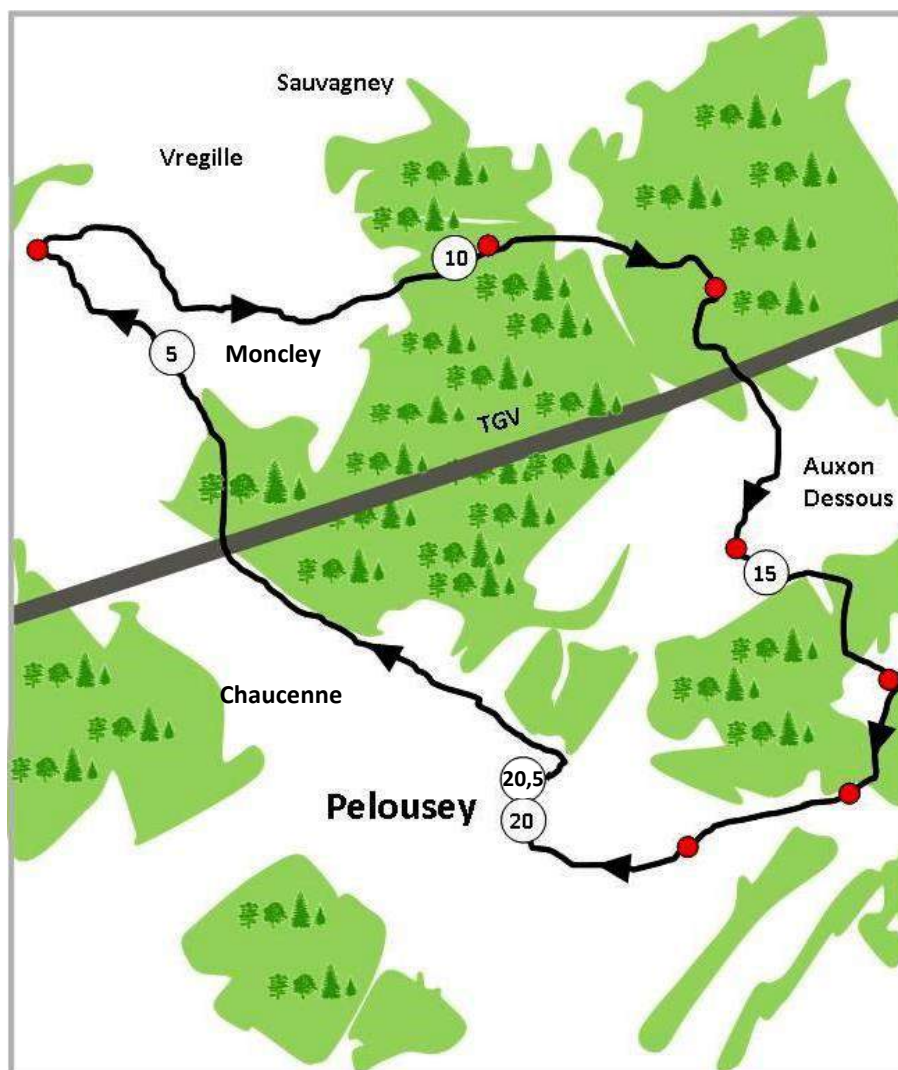 Sauvagney
Vregille
10
5
Moncley
TGV
Auxon
Dessous
15
Chaucenne
20,5
Pelousey
20